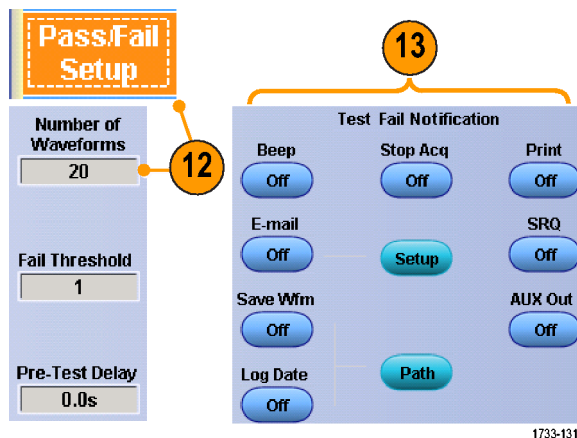 Pass/Fail
Setup
12
Number of
Waveforms
20
Fail Threshold
1
Pre-Test Delay
0.0s
13
Test Fail Notification
Beep
Stop Acq
Print
Off
Off
Off
E-mail
SRQ
Off
Setup
Off
Save Wfm
AUX Out
Off
Off
Path
Log Date
Off
1733-131